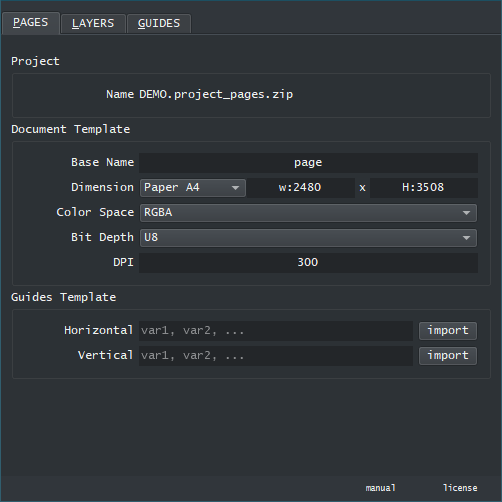 PAGES LAYERS GUIDES
Project
Name DEMO.project_pages.zip
Document Template
Base Name page
Dimension Paper A4 w:2480 x H:3508
Color Space RGBA
Bit Depth U8
DPI 300
Guides Template
Horizontal var1, var2, ... import
Vertical var1, var2, ... import
manual license